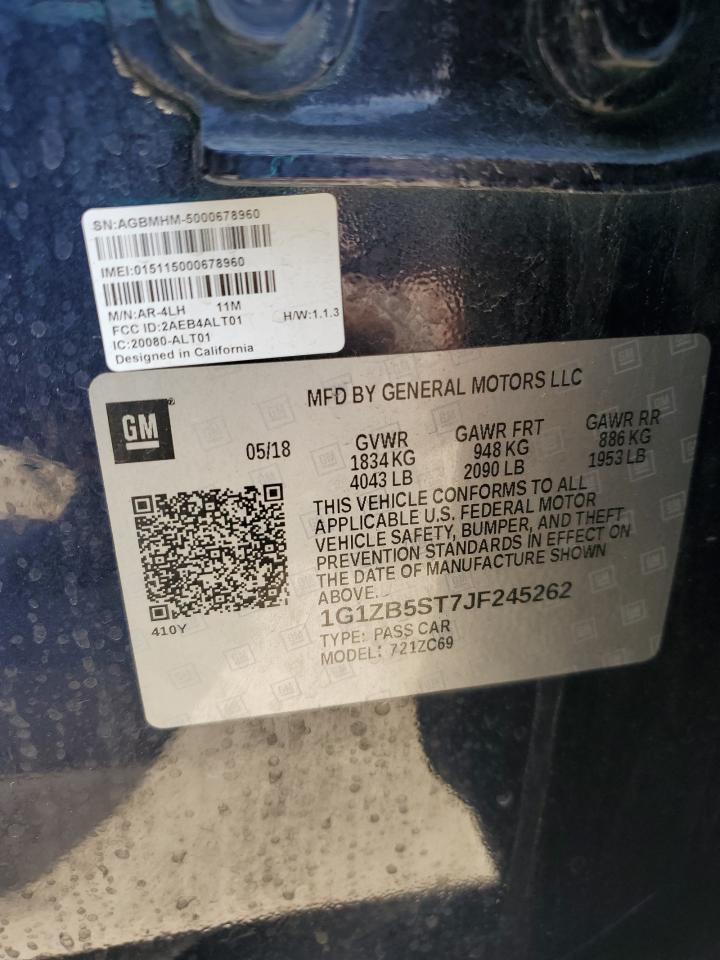 SN:AGBMHM-5000678960
IMEI:015115000678960
M/N:AR-4LH 11M
FCC ID:2AEB4ALT01 H/W:1.1.3
IC:20080-ALT01
Designed in California
MFD BY GENERAL MOTORS LLC
GM®
05/18
GVWR GAWR FRT GAWR RR
1834 KG 948 KG 886 KG
4043 LB 2090 LB 1953 LB
THIS VEHICLE CONFORMS TO ALL
APPLICABLE U.S. FEDERAL MOTOR
VEHICLE SAFETY, BUMPER, AND THEFT
PREVENTION STANDARDS IN EFFECT ON
THE DATE OF MANUFACTURE SHOWN
ABOVE.
1G1ZB5ST7JF245262
410Y
TYPE: PASS CAR
MODEL: 721ZC69